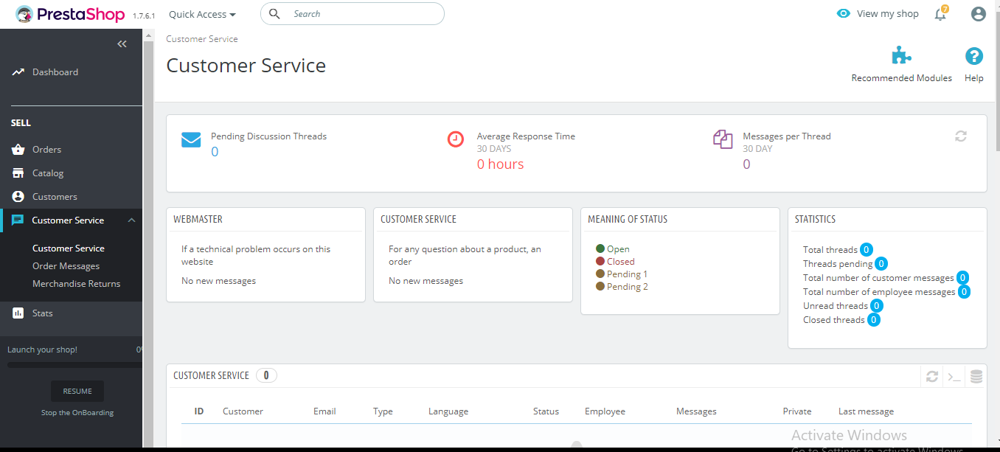 PrestaShop 1.7.6.1 Quick Access Search View my shop 7
Customer Service
Customer Service
Recommended Modules Help
Dashboard
SELL
Orders
Catalog
Customers
Customer Service
Customer Service
Order Messages
Merchandise Returns
Stats
Launch your shop! 0%
RESUME
Stop the OnBoarding
Pending Discussion Threads
0
Average Response Time
30 DAYS
0 hours
Messages per Thread
30 DAY
0
WEBMASTER
If a technical problem occurs on this
website
No new messages
CUSTOMER SERVICE
For any question about a product, an
order
No new messages
MEANING OF STATUS
Open
Closed
Pending 1
Pending 2
STATISTICS
Total threads 0
Threads pending 0
Total number of customer messages 0
Total number of employee messages 0
Unread threads 0
Closed threads 0
CUSTOMER SERVICE 0
ID Customer Email Type Language Status Employee Messages Private Last message
Activate Windows
Go to Settings to activate Windows.